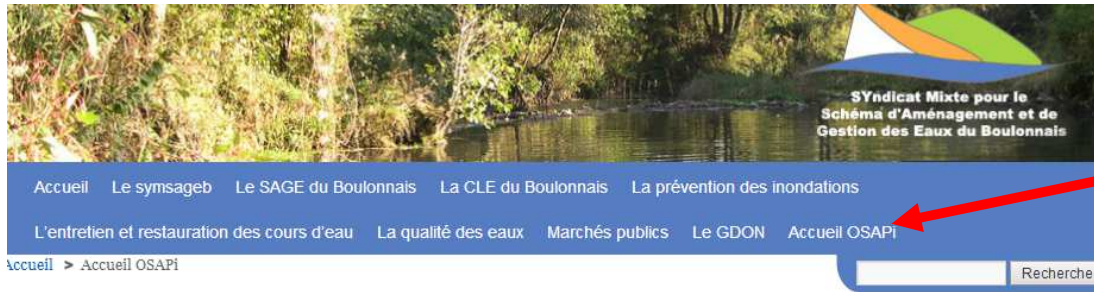 SYndicat Mixte pour le
Schéma d'Aménagement et de
Gestion des Eaux du Boulonnais
Accueil Le symsageb Le SAGE du Boulonnais La CLE du Boulonnais La prévention des inondations
L'entretien et restauration des cours d'eau La qualité des eaux Marchés publics Le GDON Accueil OSAPi
Accueil > Accueil OSAPi
Recherche